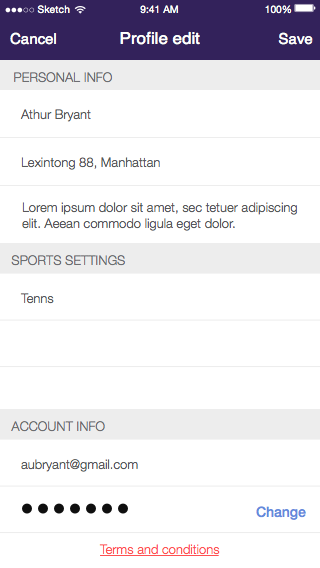 Sketch 9:41 AM 100%
Cancel Profile edit Save
PERSONAL INFO
Athur Bryant
Lexintong 88, Manhattan
Lorem ipsum dolor sit amet, sec tetuer adipiscing
elit. Aeean commodo ligula eget dolor.
SPORTS SETTINGS
Tenns
ACCOUNT INFO
aubryant@gmail.com
Change
Terms and conditions